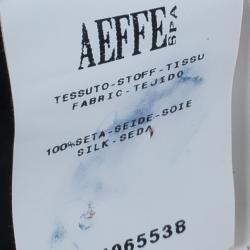 AEFFE SPA
TESSUTO-STOFF-TISSU
FABRIC-TEJIDO
100%SETA-SEIDE-SOIE
SILK-SEDA
065538